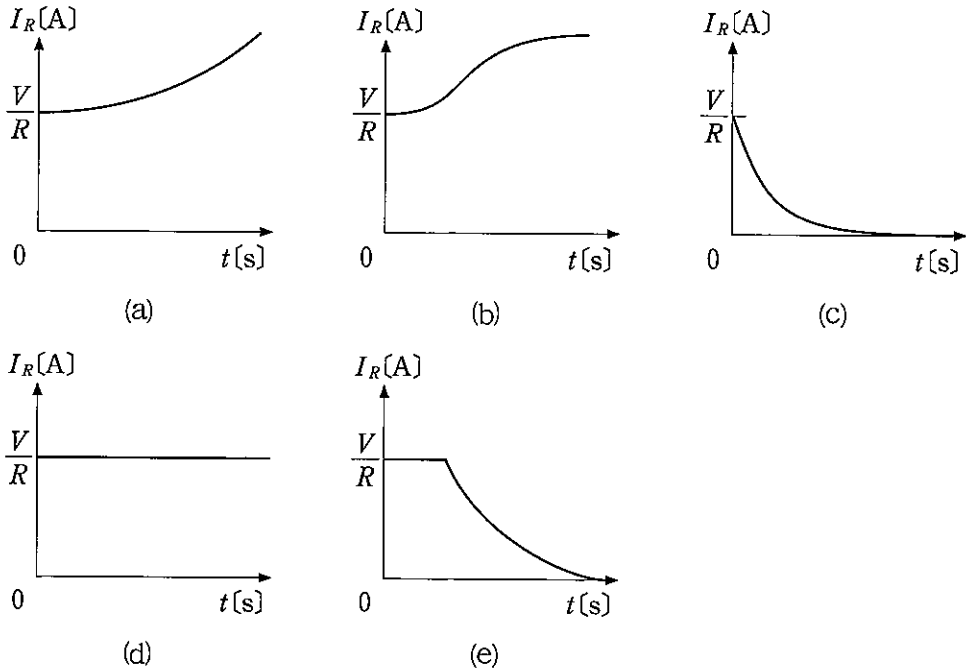 I_R[A] I_R[A] I_R[A]
V/R V/R V/R
0 t[s] 0 t[s] 0 t[s]
(a) (b) (c)
I_R[A] I_R[A]
V/R V/R
0 t[s] 0 t[s]
(d) (e)